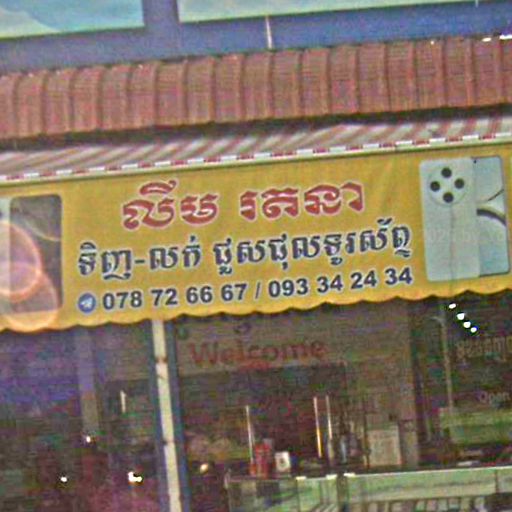 លឹម រតនា
ទិញ-លក់ ជួសជុលទូរស័ព្ទ
078 72 66 67 / 093 34 24 34
Welcome
Open